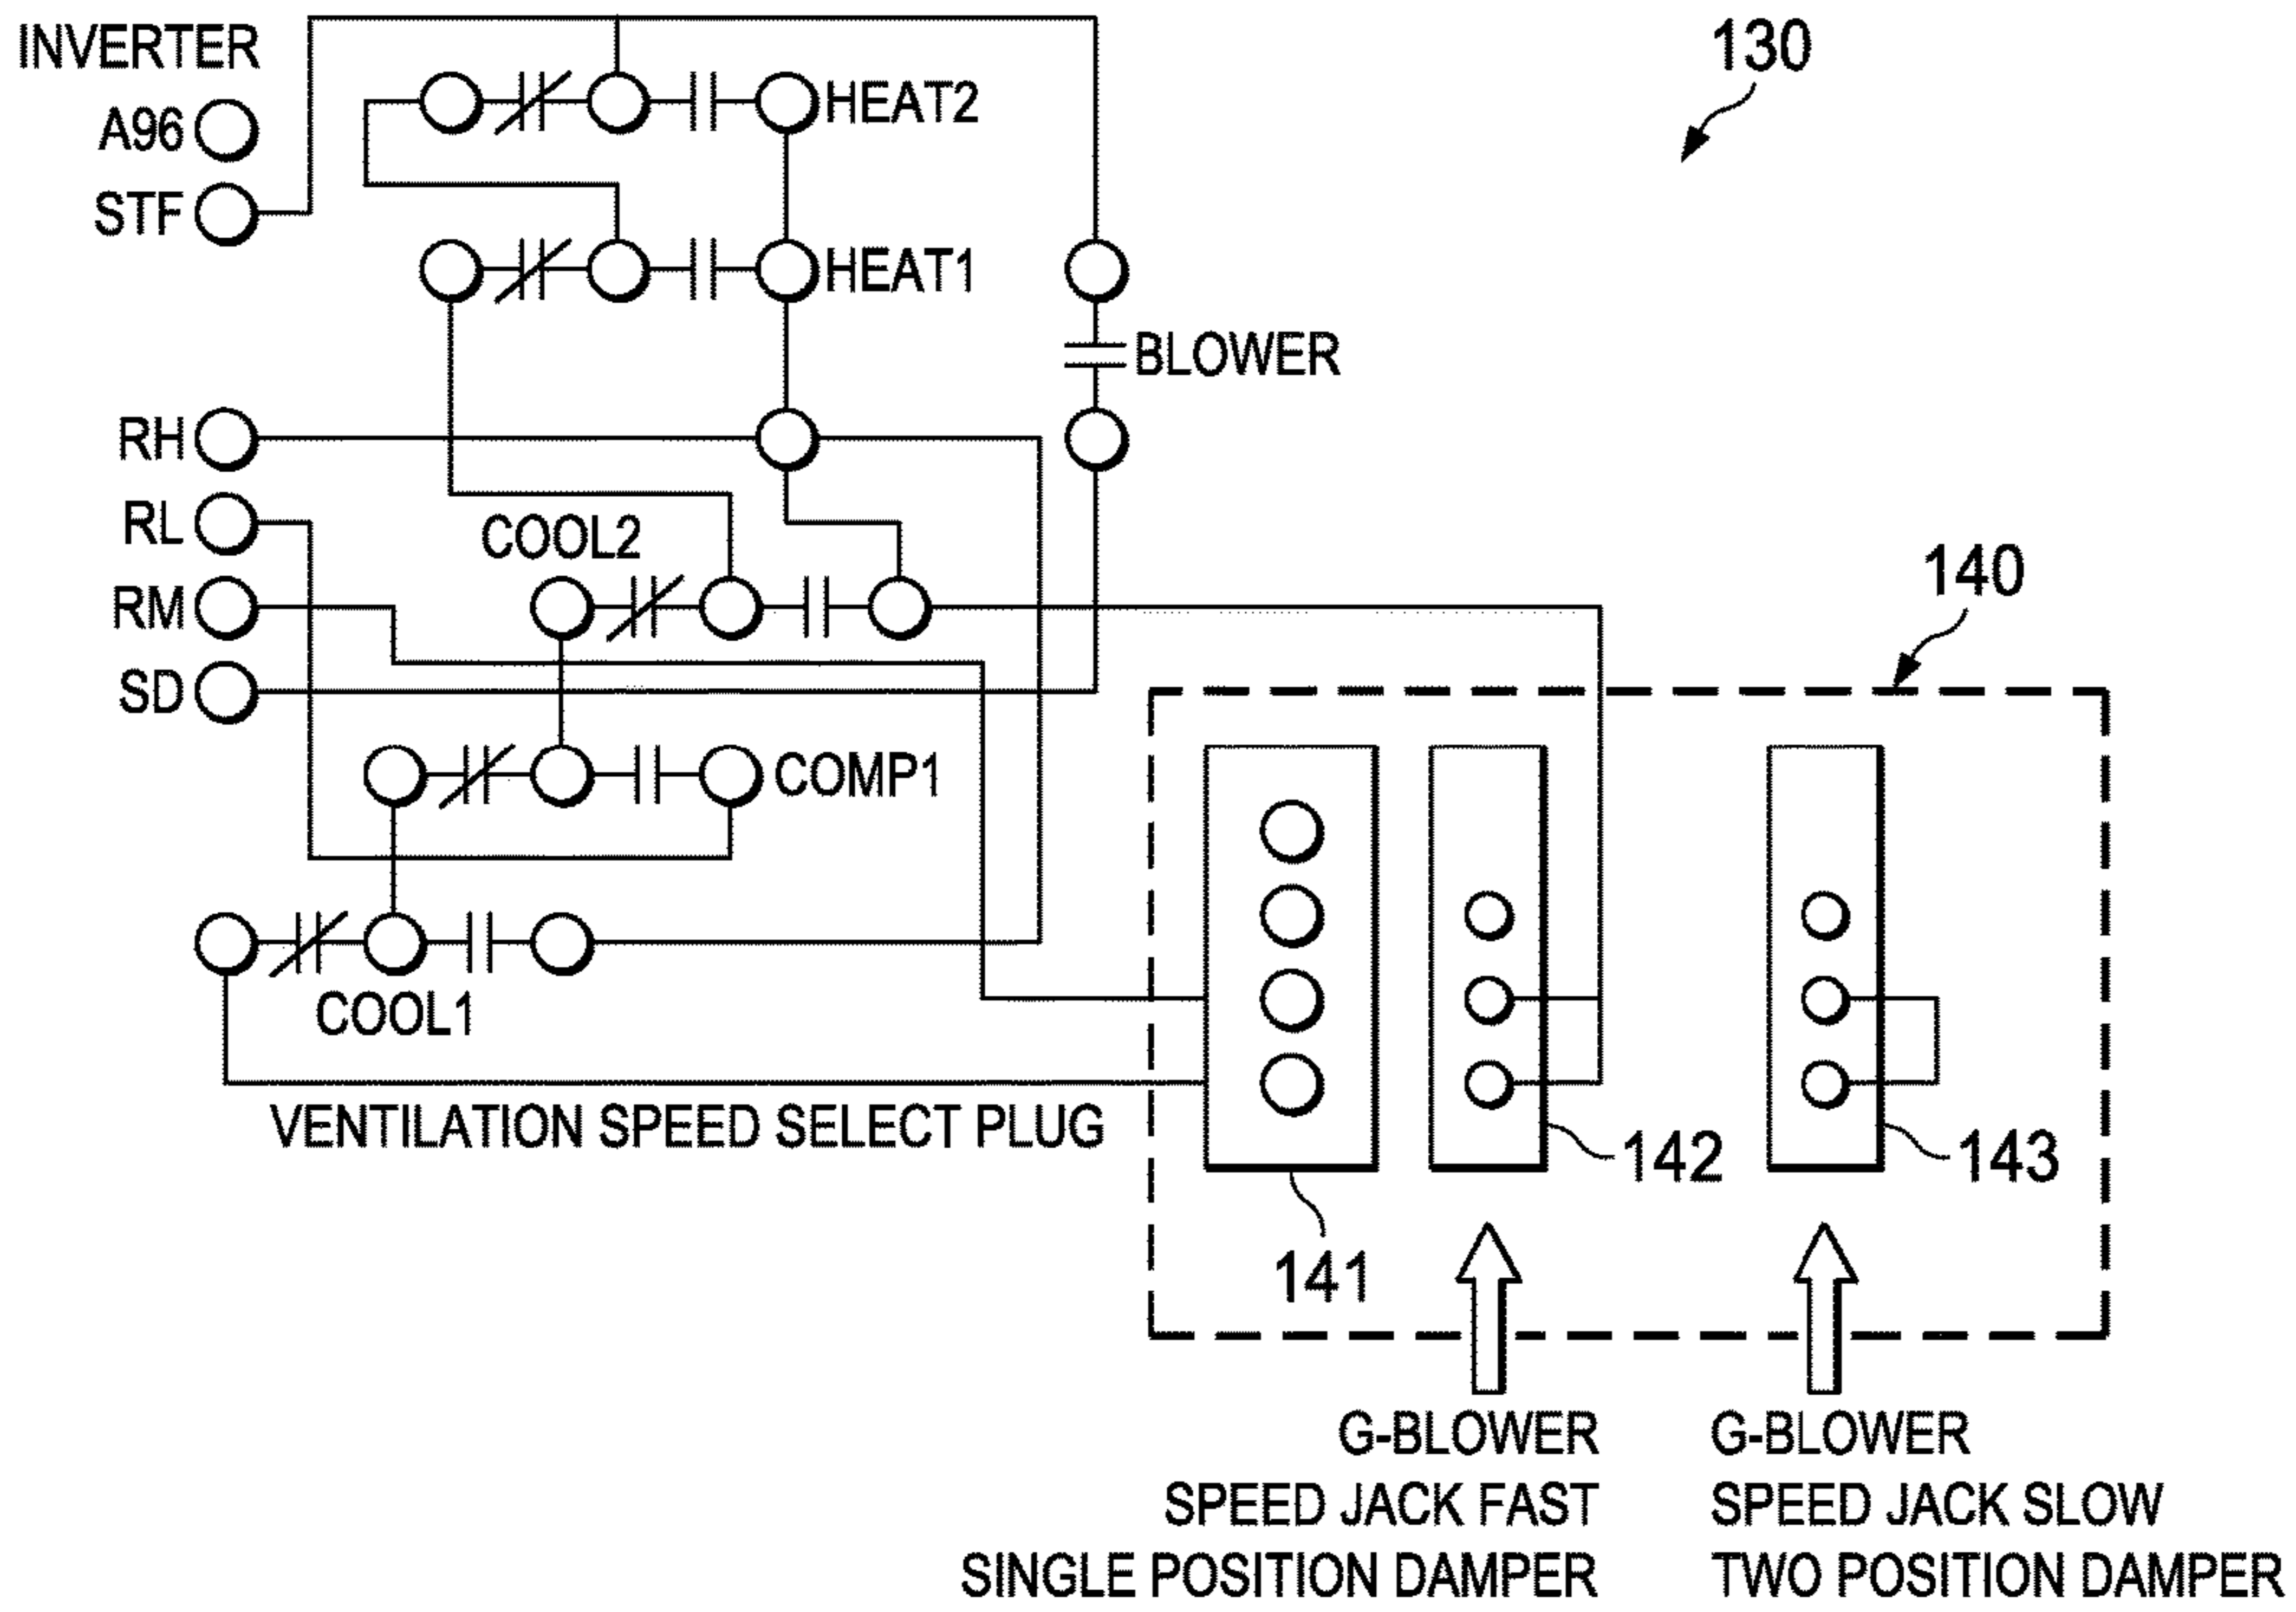 INVERTER
130
A96
HEAT2
STF
HEAT1
BLOWER
RH
RL
COOL2
RM
140
SD
COMP1
COOL1
VENTILATION SPEED SELECT PLUG
142
143
141
G-BLOWER
SPEED JACK FAST
SINGLE POSITION DAMPER
G-BLOWER
SPEED JACK SLOW
TWO POSITION DAMPER